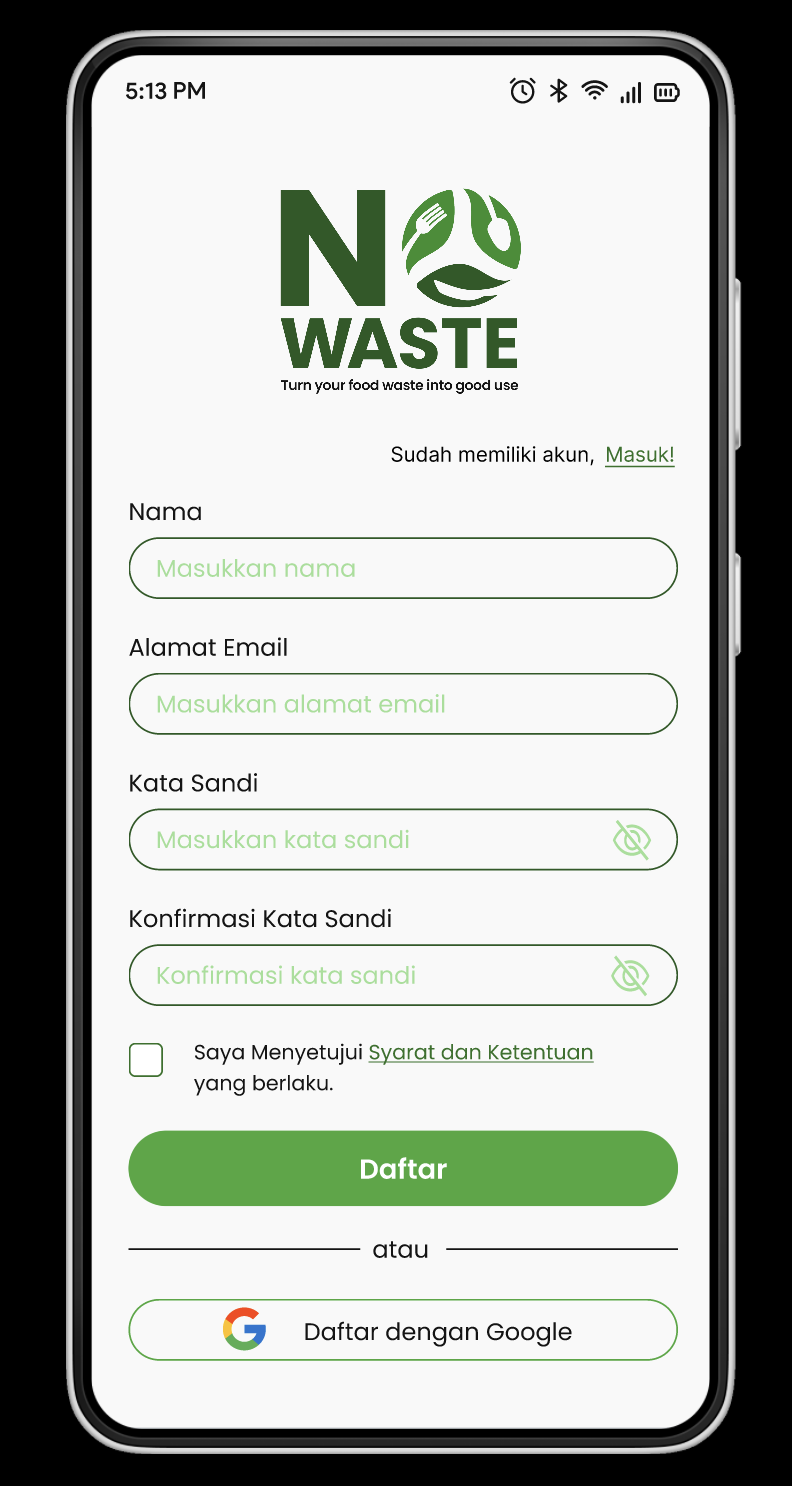 5:13 PM
NO
WASTE
Turn your food waste into good use
Sudah memiliki akun, Masuk!
Nama
Masukkan nama
Alamat Email
Masukkan alamat email
Kata Sandi
Masukkan kata sandi
Konfirmasi Kata Sandi
Konfirmasi kata sandi
Saya Menyetujui Syarat dan Ketentuan
yang berlaku.
Daftar
atau
Daftar dengan Google